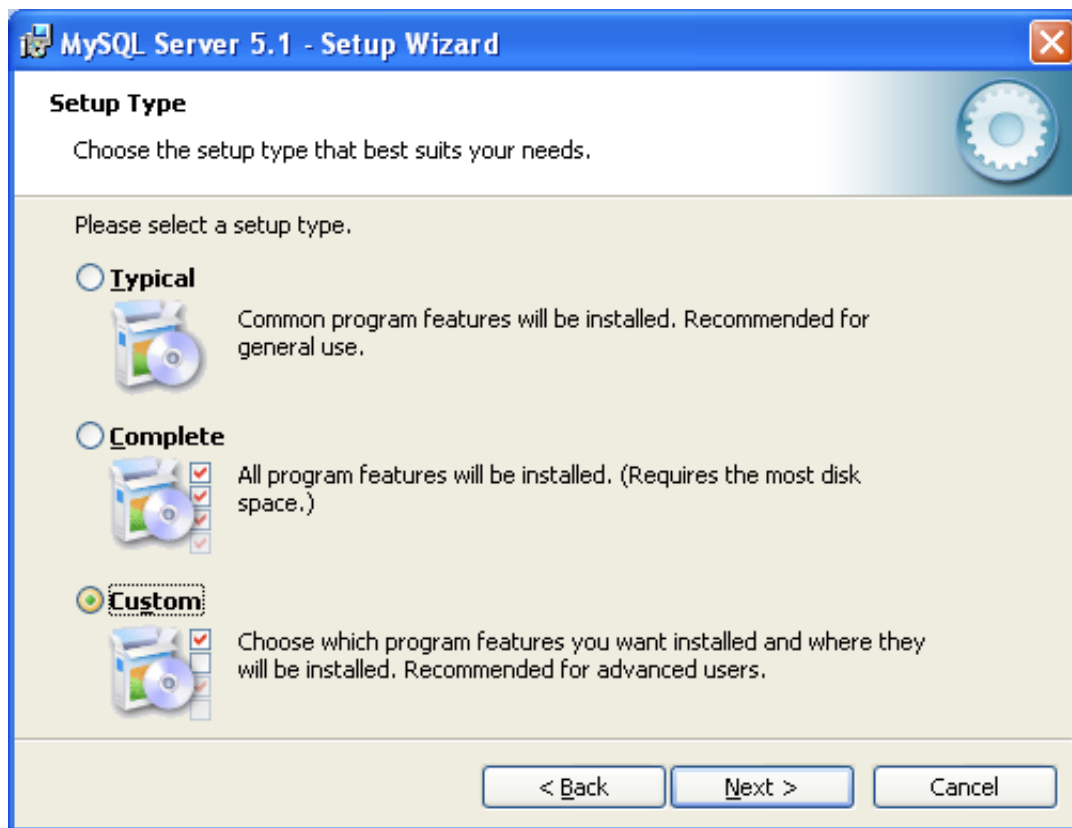 MySQL Server 5.1 - Setup Wizard
Setup Type
Choose the setup type that best suits your needs.
Please select a setup type.
Typical
Common program features will be installed. Recommended for
general use.
Complete
All program features will be installed. (Requires the most disk
space.)
Custom
Choose which program features you want installed and where they
will be installed. Recommended for advanced users.
< Back
Next >
Cancel